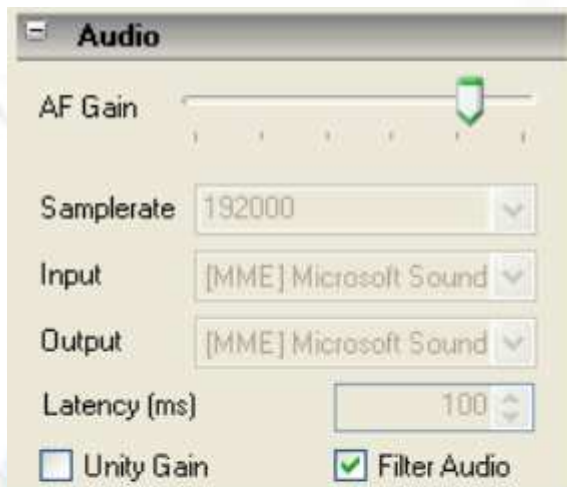 Audio
AF Gain
Samplerate 192000
Input [MME] Microsoft Sound
Output [MME] Microsoft Sound
Latency (ms) 100
Unity Gain Filter Audio